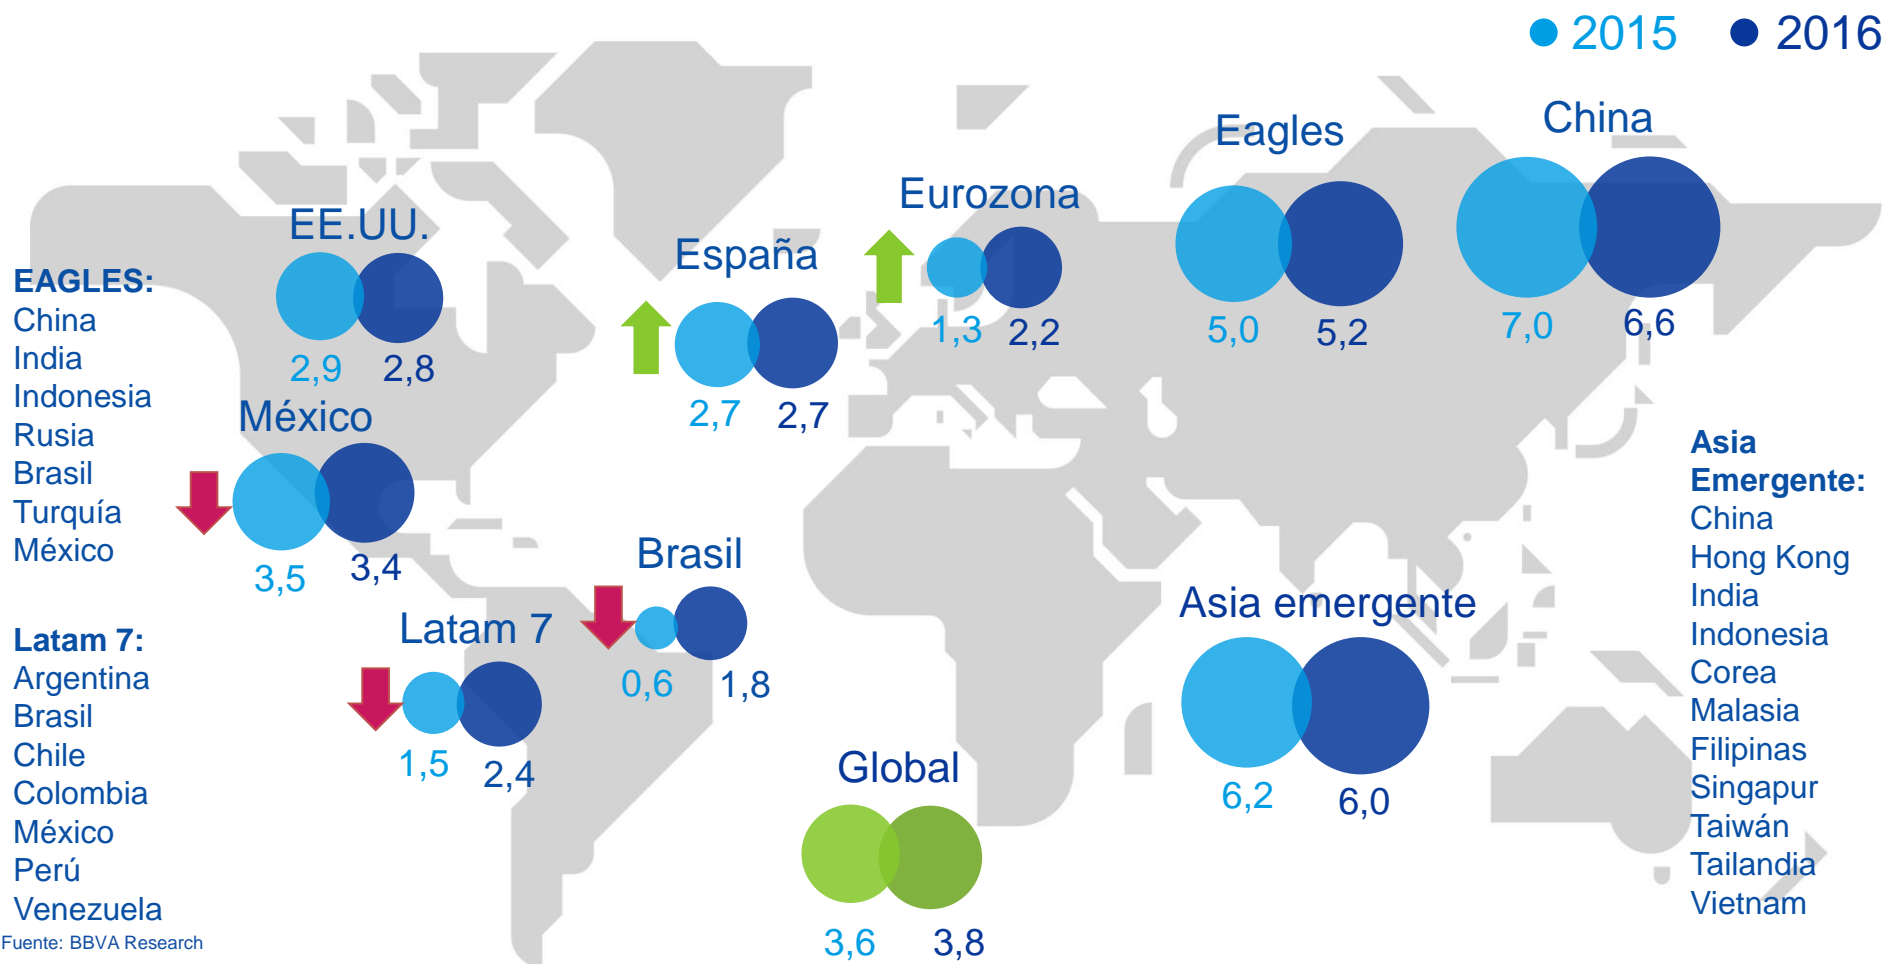 2015
2016
EE.UU.
2,9
2,8
España
2,7
2,7
Eurozona
1,3
2,2
Eagles
5,0
5,2
China
7,0
6,6
México
3,5
3,4
Brasil
0,6
1,8
Latam 7
1,5
2,4
Asia emergente
6,2
6,0
Global
3,6
3,8
EAGLES:
China
India
Indonesia
Rusia
Brasil
Turquía
México
Latam 7:
Argentina
Brasil
Chile
Colombia
México
Perú
Venezuela
Asia
Emergente:
China
Hong Kong
India
Indonesia
Corea
Malasia
Filipinas
Singapur
Taiwán
Tailandia
Vietnam
Fuente: BBVA Research